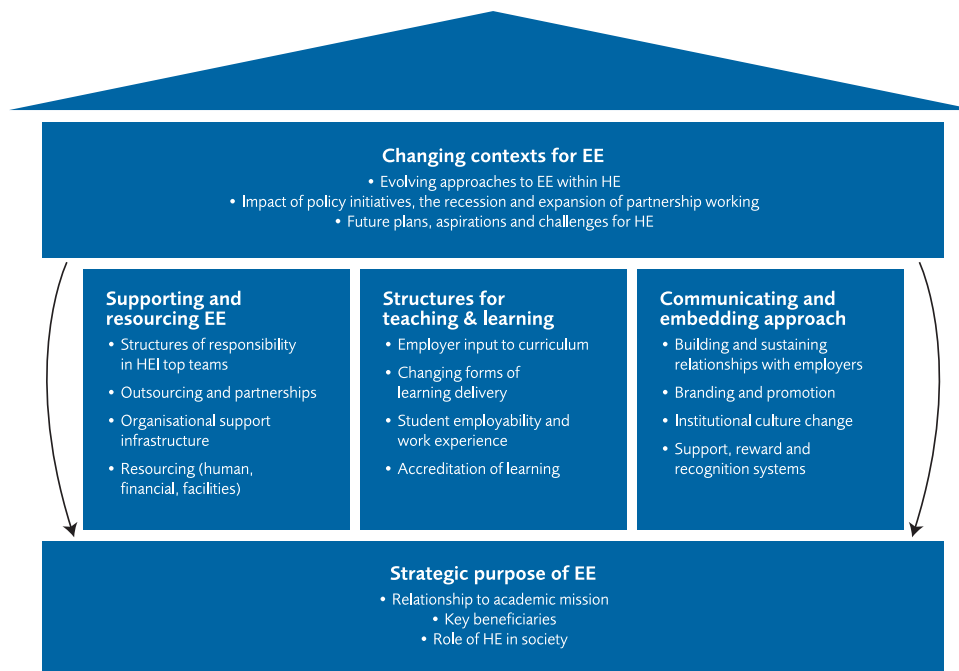 Changing contexts for EE
• Evolving approaches to EE within HE
• Impact of policy initiatives, the recession and expansion of partnership working
• Future plans, aspirations and challenges for HE
Supporting and
resourcing EE
• Structures of responsibility
in HEI top teams
• Outsourcing and partnerships
• Organisational support
infrastructure
• Resourcing (human,
financial, facilities)
Structures for
teaching & learning
• Employer input to curriculum
• Changing forms of
learning delivery
• Student employability and
work experience
• Accreditation of learning
Communicating and
embedding approach
• Building and sustaining
relationships with employers
• Branding and promotion
• Institutional culture change
• Support, reward and
recognition systems
Strategic purpose of EE
• Relationship to academic mission
• Key beneficiaries
• Role of HE in society